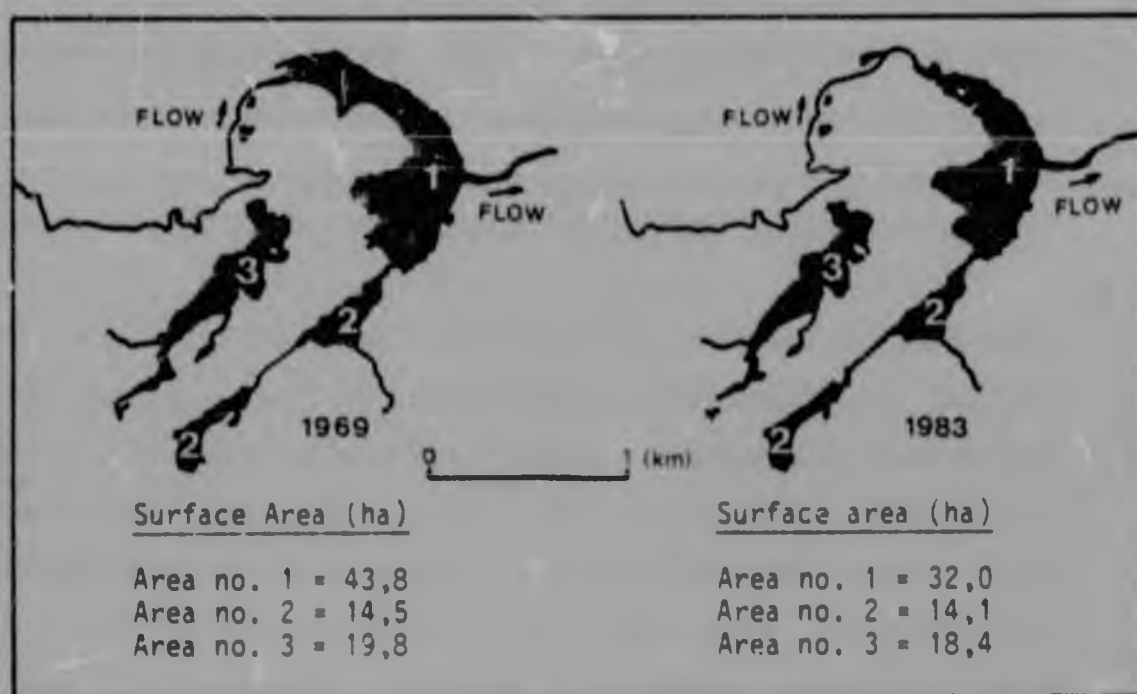 FLOW
1
FLOW
3
2
2
1969
FLOW
1
FLOW
3
2
2
1983
0 1 (km)
Surface Area (ha)
Area no. 1 = 43,8
Area no. 2 = 14,5
Area no. 3 = 19,8
Surface area (ha)
Area no. 1 = 32,0
Area no. 2 = 14,1
Area no. 3 = 18,4